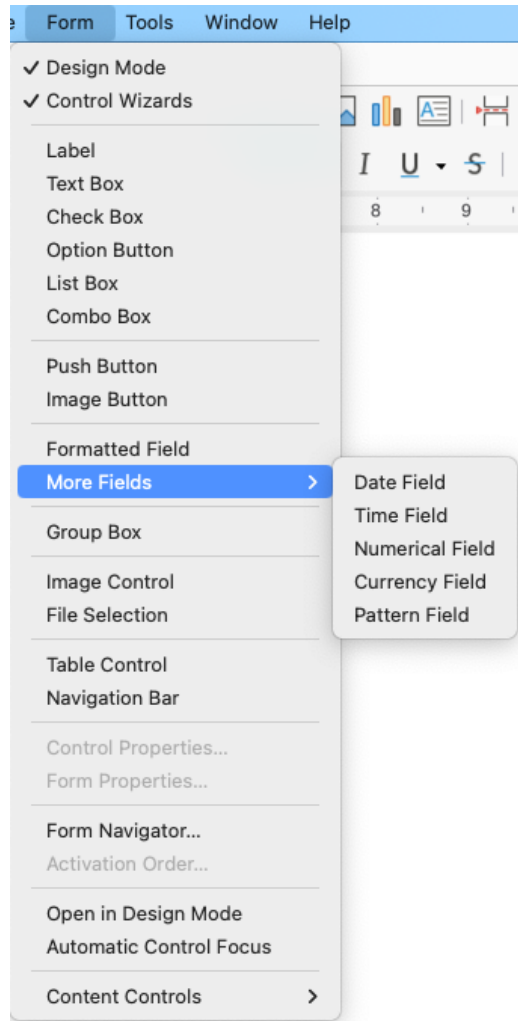 Form Tools Window Help
✓ Design Mode
✓ Control Wizards
Label
Text Box
Check Box
Option Button
List Box
Combo Box
Push Button
Image Button
Formatted Field
More Fields
Group Box
Image Control
File Selection
Table Control
Navigation Bar
Control Properties...
Form Properties...
Form Navigator...
Activation Order...
Open in Design Mode
Automatic Control Focus
Content Controls
Date Field
Time Field
Numerical Field
Currency Field
Pattern Field
A
I U S
8 9